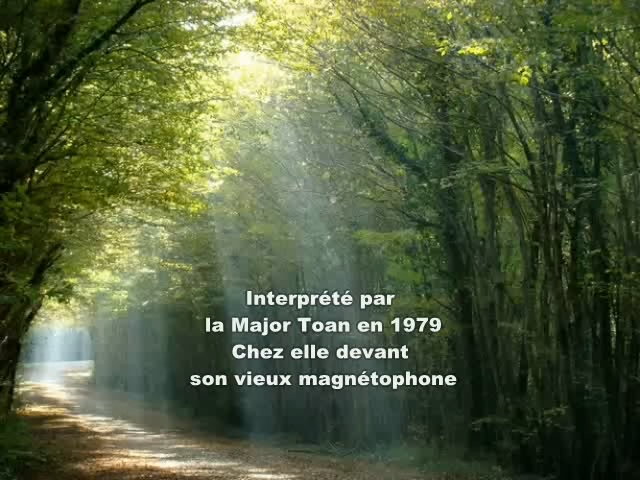 Interprété par
la Major Toan en 1979
Chez elle devant
son vieux magnétophone